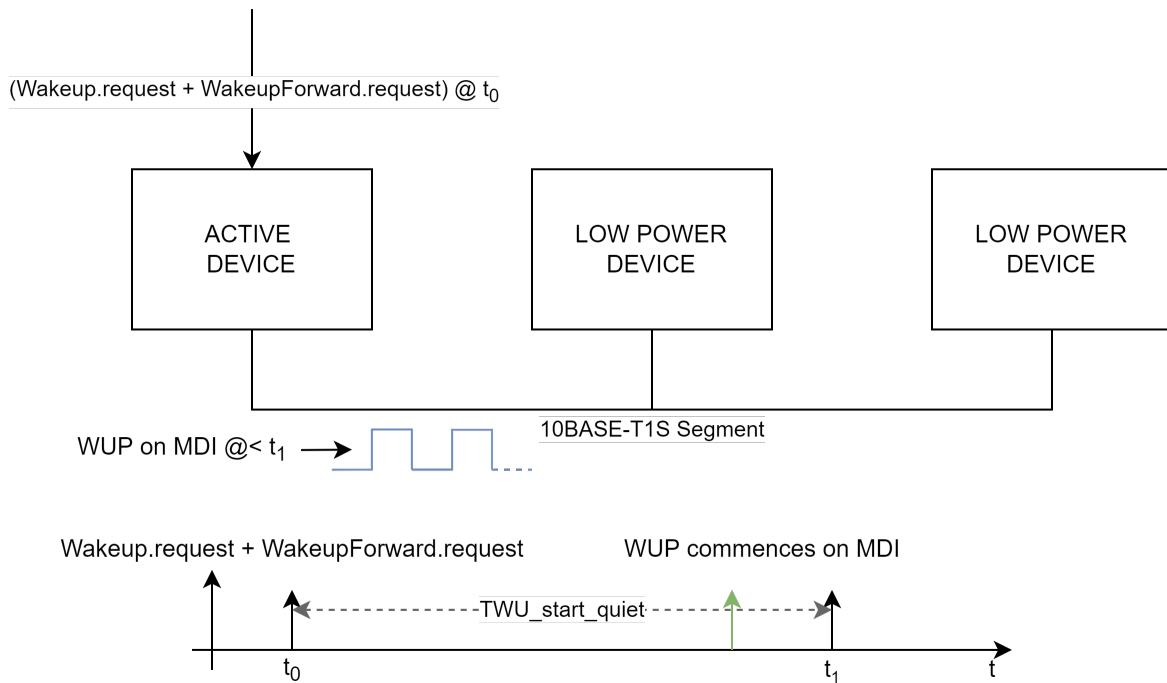 (Wakeup.request + WakeupForward.request) @ t0
ACTIVE
DEVICE
LOW POWER
DEVICE
LOW POWER
DEVICE
10BASE-T1S Segment
WUP on MDI @< t1
Wakeup.request + WakeupForward.request
WUP commences on MDI
TWU_start_quiet
t0
t1
t